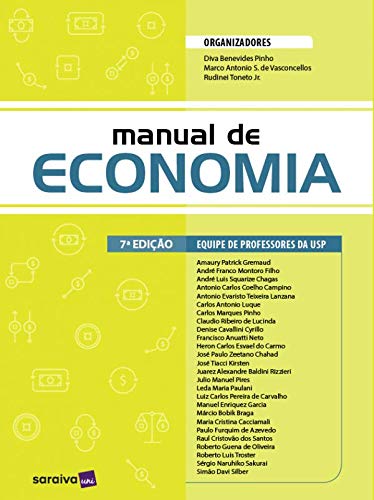 ORGANIZADORES
Diva Benevides Pinho
Marco Antonio S. de Vasconcellos
Rudinei Toneto Jr.
manual de
ECONOMIA
7ª EDIÇÃO
EQUIPE DE PROFESSORES DA USP
Amaury Patrick Gremaud
André Franco Montoro Filho
André Luis Squarize Chagas
Antonio Carlos Coelho Campino
Antonio Evaristo Teixeira Lanzana
Carlos Antonio Luque
Carlos Marques Pinho
Claudio Ribeiro de Lucinda
Denise Cavallini Cyrillo
Francisco Anuatti Neto
Heron Carlos Esvael do Carmo
José Paulo Zeetano Chahad
José Tiacci Kirsten
Juarez Alexandre Baldini Rizzieri
Julio Manuel Pires
Leda Maria Paulani
Luiz Carlos Pereira de Carvalho
Manuel Enriquez Garcia
Márcio Bobik Braga
Maria Cristina Cacciamali
Paulo Furquim de Azevedo
Raul Cristovão dos Santos
Roberto Guena de Oliveira
Roberto Luis Troster
Sérgio Naruhiko Sakurai
Simão Davi Silber
saraiva uni